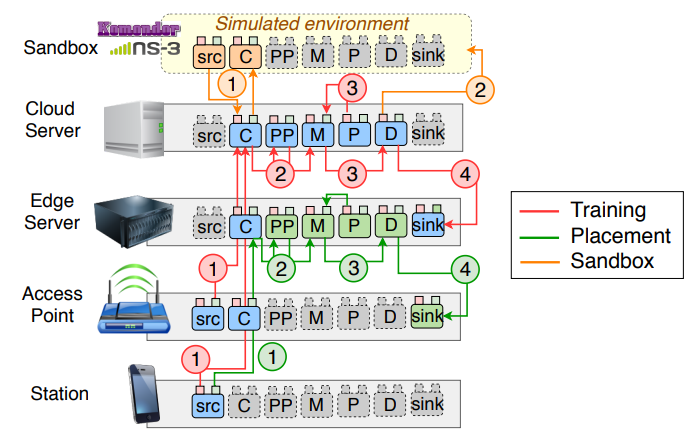 Simulated environment
Komondor
NS-3
Sandbox
src C PP M P D sink
1
3
2
Cloud
Server
src C PP M P D sink
2
3
4
Edge
Server
src C PP M P D sink
1
2
3
4
Access
Point
src C PP M P D sink
1
1
Station
src C PP M P D sink
Training
Placement
Sandbox